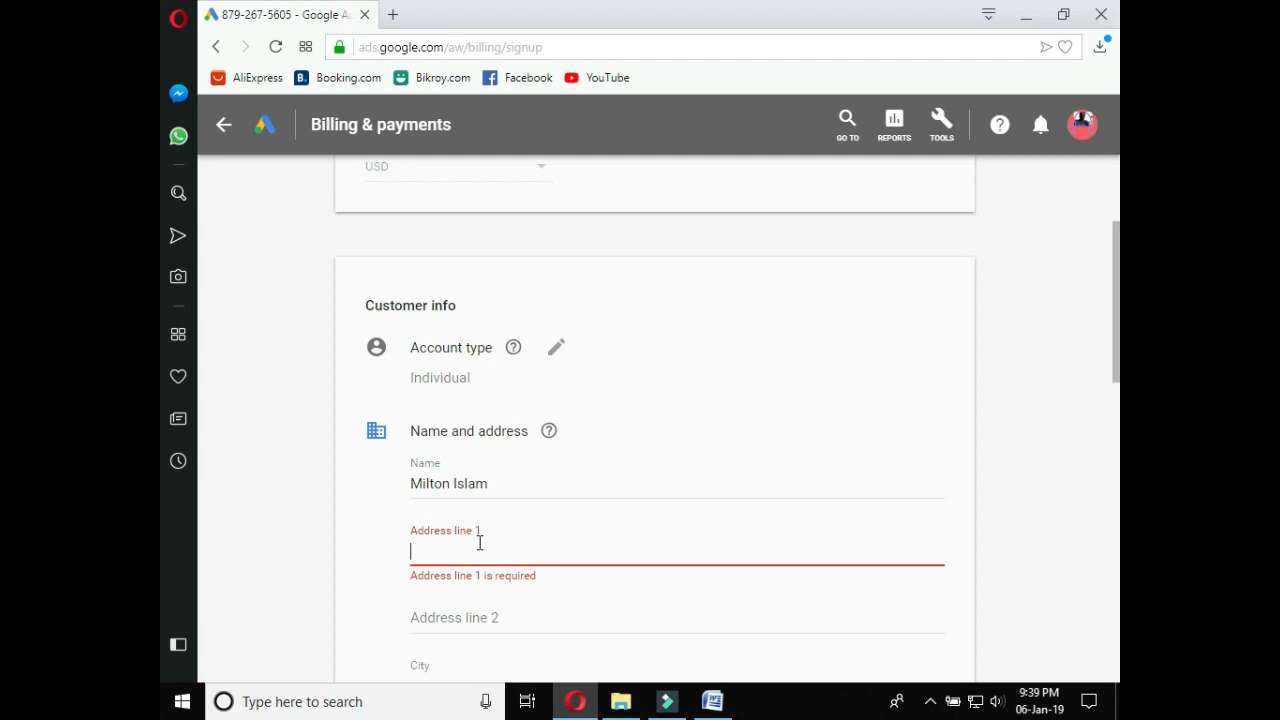 879-267-5605 - Google Ac
ads.google.com/aw/billing/signup
AliExpress
B. Booking.com
Bikroy.com
Facebook
YouTube
Billing & payments
GO TO
REPORTS
TOOLS
USD
Customer info
Account type
Individual
Name and address
Name
Milton Islam
Address line 1
Address line 1 is required
Address line 2
City
Type here to search
9:39 PM
06-Jan-19